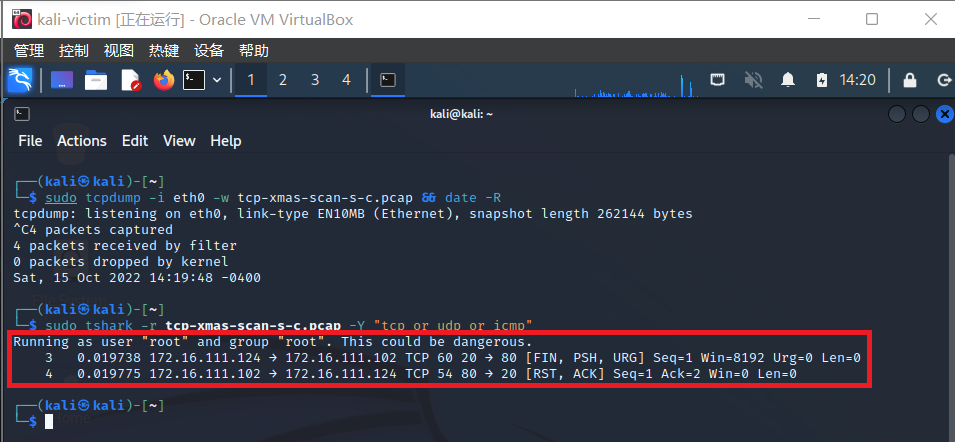 kali-victim [正在运行] - Oracle VM VirtualBox
管理 控制 视图 热键 设备 帮助
1 2 3 4 14:20
kali@kali: ~
File Actions Edit View Help
┌──(kali㉿kali)-[~]
└─$ sudo tcpdump -i eth0 -w tcp-xmas-scan-s-c.pcap && date -R
tcpdump: listening on eth0, link-type EN10MB (Ethernet), snapshot length 262144 bytes
^C4 packets captured
4 packets received by filter
0 packets dropped by kernel
Sat, 15 Oct 2022 14:19:48 -0400
┌──(kali㉿kali)-[~]
└─$ sudo tshark -r tcp-xmas-scan-s-c.pcap -Y "tcp or udp or icmp"
Running as user "root" and group "root". This could be dangerous.
3 0.019738 172.16.111.124 → 172.16.111.102 TCP 60 20 → 80 [FIN, PSH, URG] Seq=1 Win=8192 Urg=0 Len=0
4 0.019775 172.16.111.102 → 172.16.111.124 TCP 54 80 → 20 [RST, ACK] Seq=1 Ack=2 Win=0 Len=0
┌──(kali㉿kali)-[~]
└─$